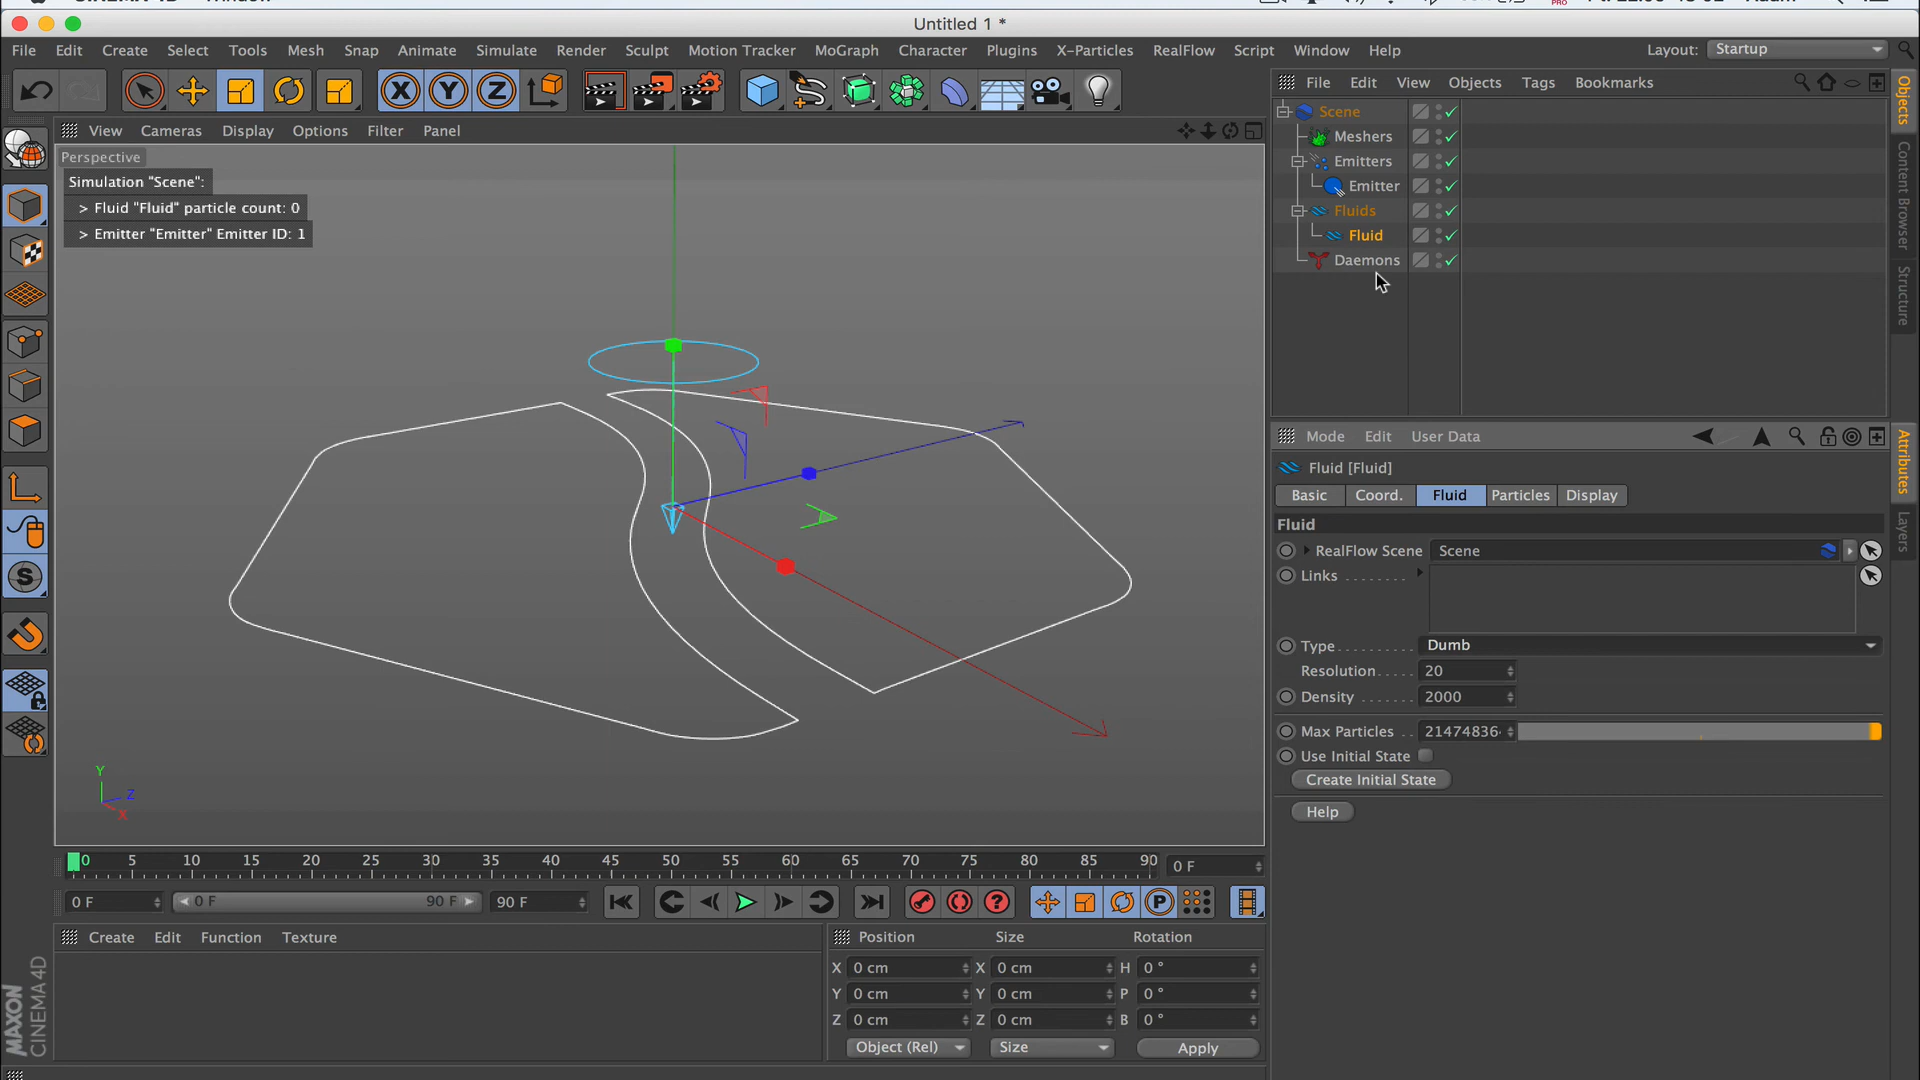 Untitled 1 *
File Edit Create Select Tools Mesh Snap Animate Simulate Render Sculpt Motion Tracker MoGraph Character Plugins X-Particles RealFlow Script Window Help Layout: Startup
File Edit View Objects Tags Bookmarks
View Cameras Display Options Filter Panel
Perspective
Simulation "Scene":
> Fluid "Fluid" particle count: 0
> Emitter "Emitter" Emitter ID: 1
Scene
Meshers
Emitters
Emitter
Fluids
Fluid
Daemons
Objects
Content Browser
Structure
Mode Edit User Data
Fluid [Fluid]
Basic Coord. Fluid Particles Display
Fluid
RealFlow Scene Scene
Links
Type Dumb
Resolution 20
Density 2000
Max Particles 21474836
Use Initial State
Create Initial State
Help
Attributes
Layers
X Y Z
Y Z X
0 5 10 15 20 25 30 35 40 45 50 55 60 65 70 75 80 85 90 0 F
0 F 0 F 90 F 90 F
Create Edit Function Texture
Position Size Rotation
X 0 cm X 0 cm H 0 °
Y 0 cm Y 0 cm P 0 °
Z 0 cm Z 0 cm B 0 °
Object (Rel) Size Apply
MAXON
CINEMA 4D